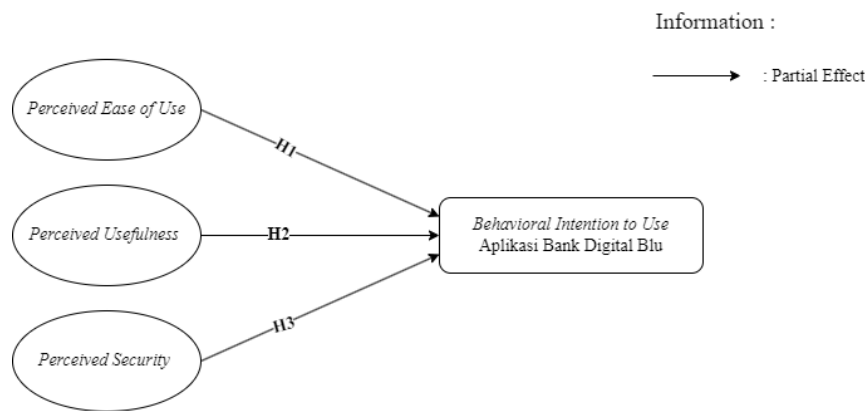 Information :
: Partial Effect
Perceived Ease of Use
H1
Perceived Usefulness
H2
Behavioral Intention to Use
Aplikasi Bank Digital Blu
H3
Perceived Security